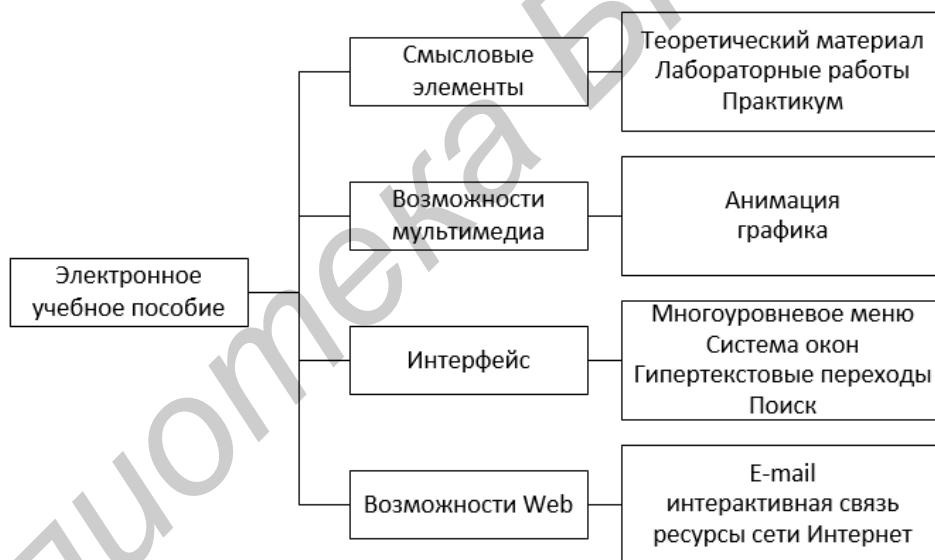 Смысловые
элементы
Теоретический материал
Лабораторные работы
Практикум
Возможности
мультимедиа
Анимация
графика
Электронное
учебное пособие
Интерфейс
Многоуровневое меню
Система окон
Гипертекстовые переходы
Поиск
Возможности Web
E-mail
интерактивная связь
ресурсы сети Интернет